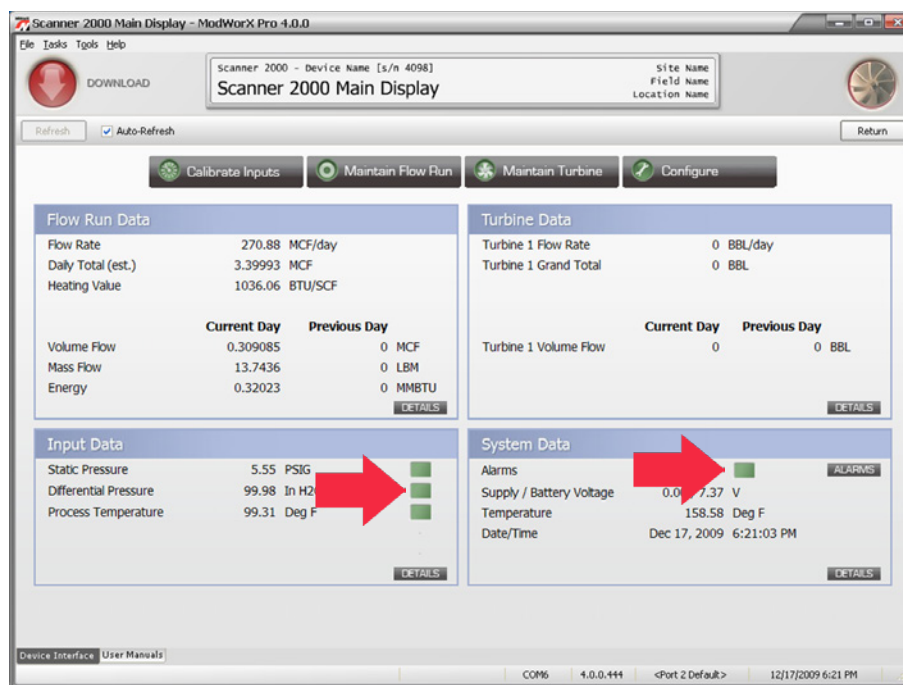 Scanner 2000 Main Display - ModWorX Pro 4.0.0
File Tasks Tools Help
DOWNLOAD
Scanner 2000 - Device Name [s/n 4098]
Scanner 2000 Main Display
Site Name
Field Name
Location Name
Refresh Auto-Refresh Return
Calibrate Inputs Maintain Flow Run Maintain Turbine Configure
Flow Run Data
Flow Rate 270.88 MCF/day
Daily Total (est.) 3.39993 MCF
Heating Value 1036.06 BTU/SCF
Current Day Previous Day
Volume Flow 0.309085 0 MCF
Mass Flow 13.7436 0 LBM
Energy 0.32023 0 MMBTU
DETAILS
Turbine Data
Turbine 1 Flow Rate 0 BBL/day
Turbine 1 Grand Total 0 BBL
Current Day Previous Day
Turbine 1 Volume Flow 0 0 BBL
DETAILS
Input Data
Static Pressure 5.55 PSIG
Differential Pressure 99.98 In H2
Process Temperature 99.31 Deg F
DETAILS
System Data
Alarms ALARMS
Supply / Battery Voltage 0.0 7.37 V
Temperature 158.58 Deg F
Date/Time Dec 17, 2009 6:21:03 PM
DETAILS
Device Interface User Manuals
COM6 4.0.0.444 <Port 2 Default> 12/17/2009 6:21 PM